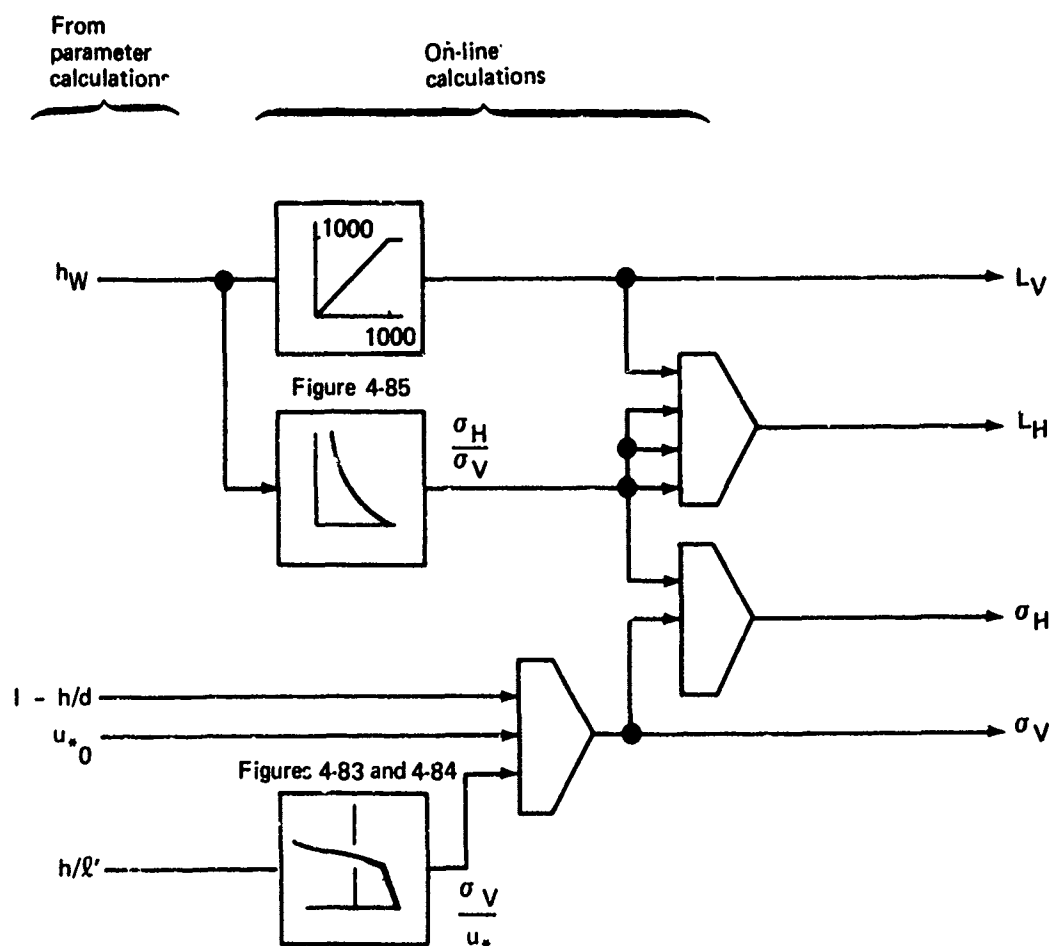 From
parameter
calculation
On-line
calculations
1000
h_W
1000
L_V
Figure 4-85
σ_H
σ_V
L_H
σ_H
1 - h/d
u_*0
σ_V
Figures 4-83 and 4-84
h/ℓ'
σ_V
u_*